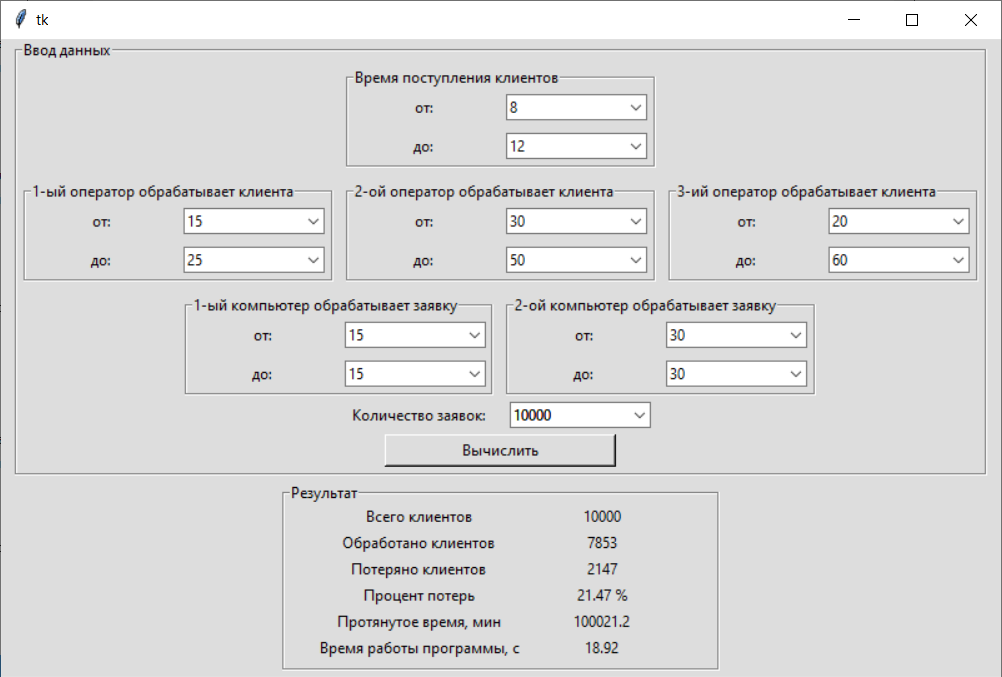 tk
Ввод данных
Время поступления клиентов
от: 8
до: 12
1-ый оператор обрабатывает клиента 2-ой оператор обрабатывает клиента 3-ий оператор обрабатывает клиента
от: 15 от: 30 от: 20
до: 25 до: 50 до: 60
1-ый компьютер обрабатывает заявку 2-ой компьютер обрабатывает заявку
от: 15 от: 30
до: 15 до: 30
Количество заявок: 10000
Вычислить
Результат
Всего клиентов 10000
Обработано клиентов 7853
Потеряно клиентов 2147
Процент потерь 21.47 %
Протянутое время, мин 100021.2
Время работы программы, с 18.92